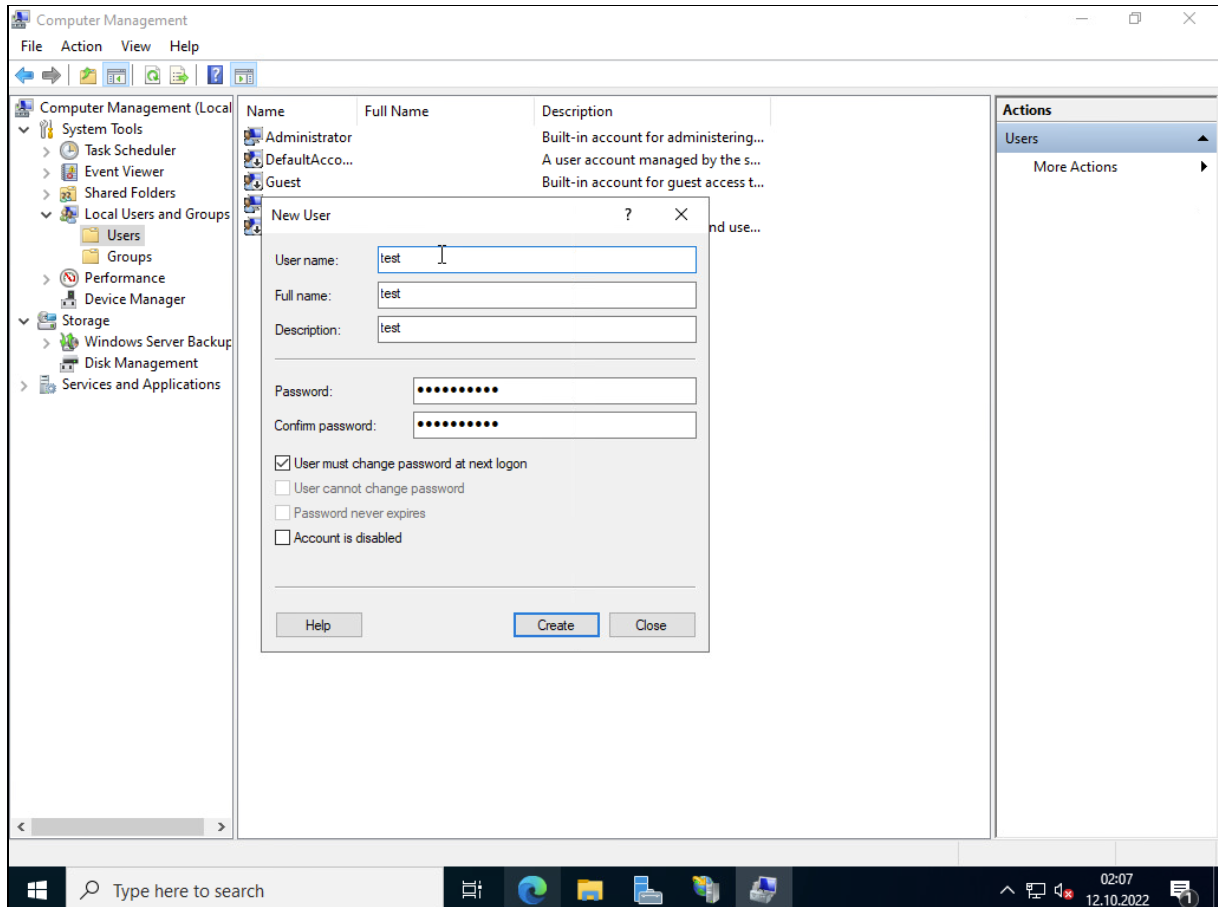 Computer Management
File Action View Help
Computer Management (Local
System Tools
Task Scheduler
Event Viewer
Shared Folders
Local Users and Groups
Users
Groups
Performance
Device Manager
Storage
Windows Server Backup
Disk Management
Services and Applications
Name Full Name Description
Administrator Built-in account for administering...
DefaultAcco... A user account managed by the s...
Guest Built-in account for guest access t...
nd use...
New User ?
User name: test
Full name: test
Description: test
Password: ••••••••••
Confirm password: ••••••••••
User must change password at next logon
User cannot change password
Password never expires
Account is disabled
Help Create Close
Actions
Users
More Actions
Type here to search
02:07
12.10.2022
1